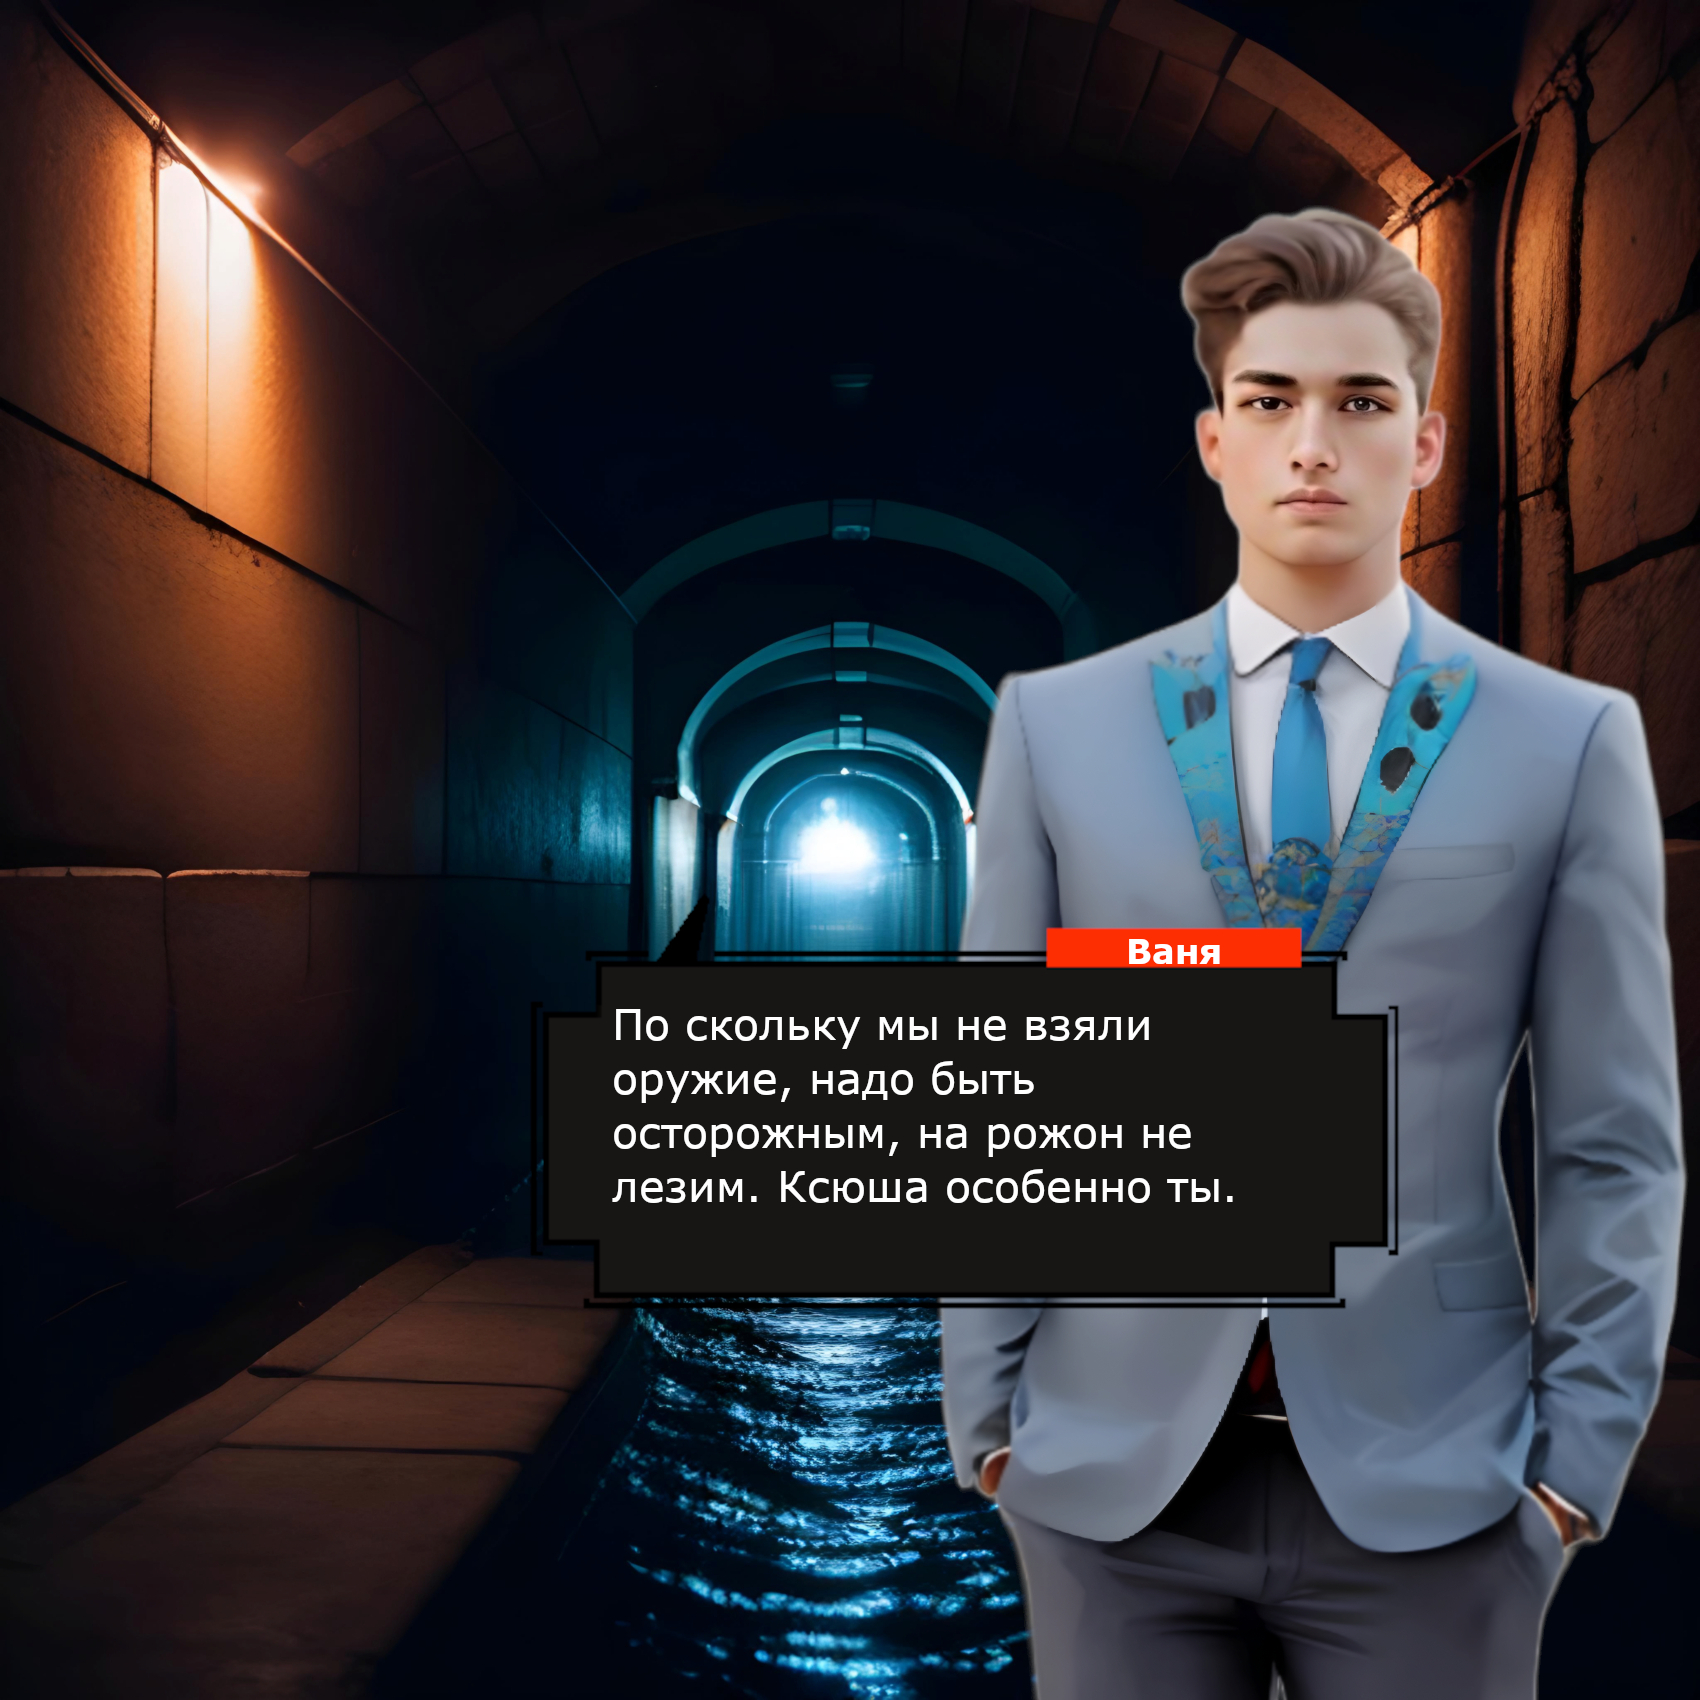 Ваня
По скольку мы не взяли
оружие, надо быть
осторожным, на рожон не
лезим. Ксюша особенно ты.